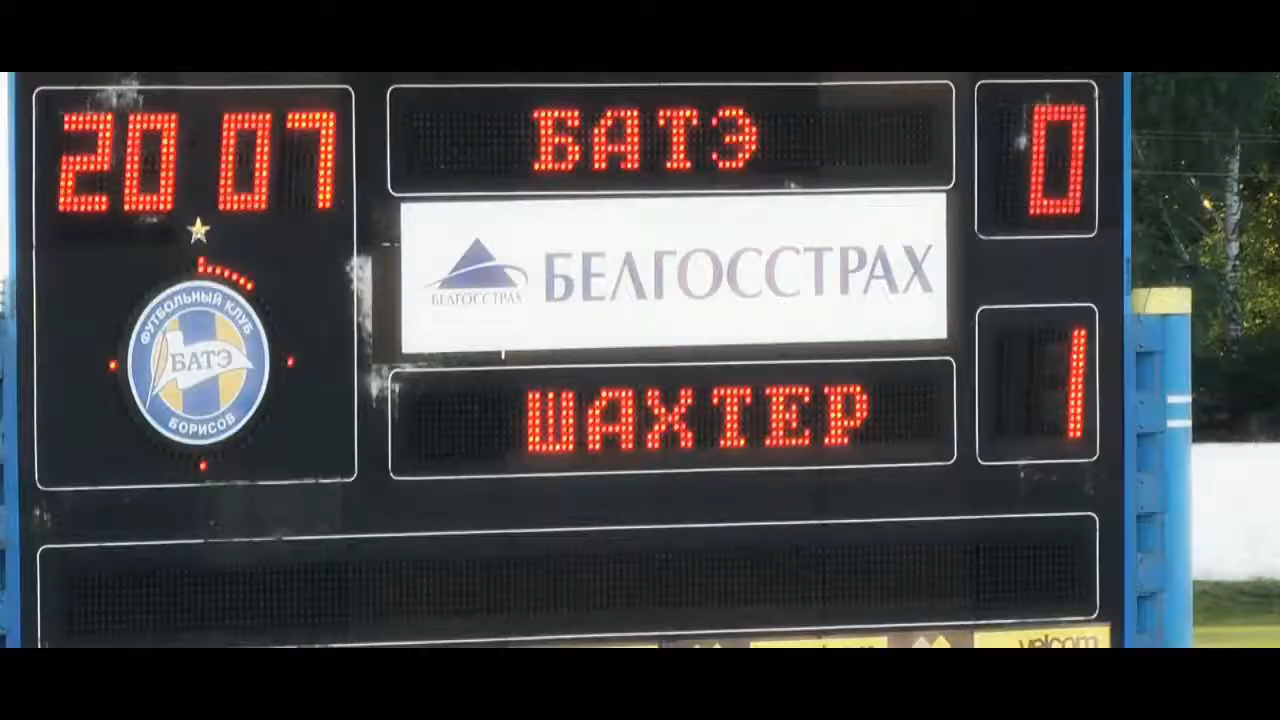 20 07
БАТЭ
0
БЕЛГОССТРАХ
БЕЛГОССТРАХ
ФУТБОЛЬНЫЙ КЛУБ
БАТЭ
БОРИСОВ
ШАХТЕР
1
velcom